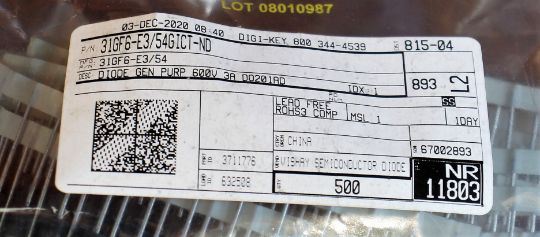 LOT 08010987
03-DEC-2020 08:40 DIGI-KEY 800 344-4539
P/N: 31GF6-E3/54GICT-ND
815-04
31GF6-E3/54
DESC DIODE GEN PURP 600V 3A DO201AD
IDX: 1
893
L2
SS
LEAD FREE
ROHS3 COMP
MSL 1
1DAY
CHINA
67002893
3711776
VISHAY SEMICONDUCTOR DIODE
NR
632508
500
11803